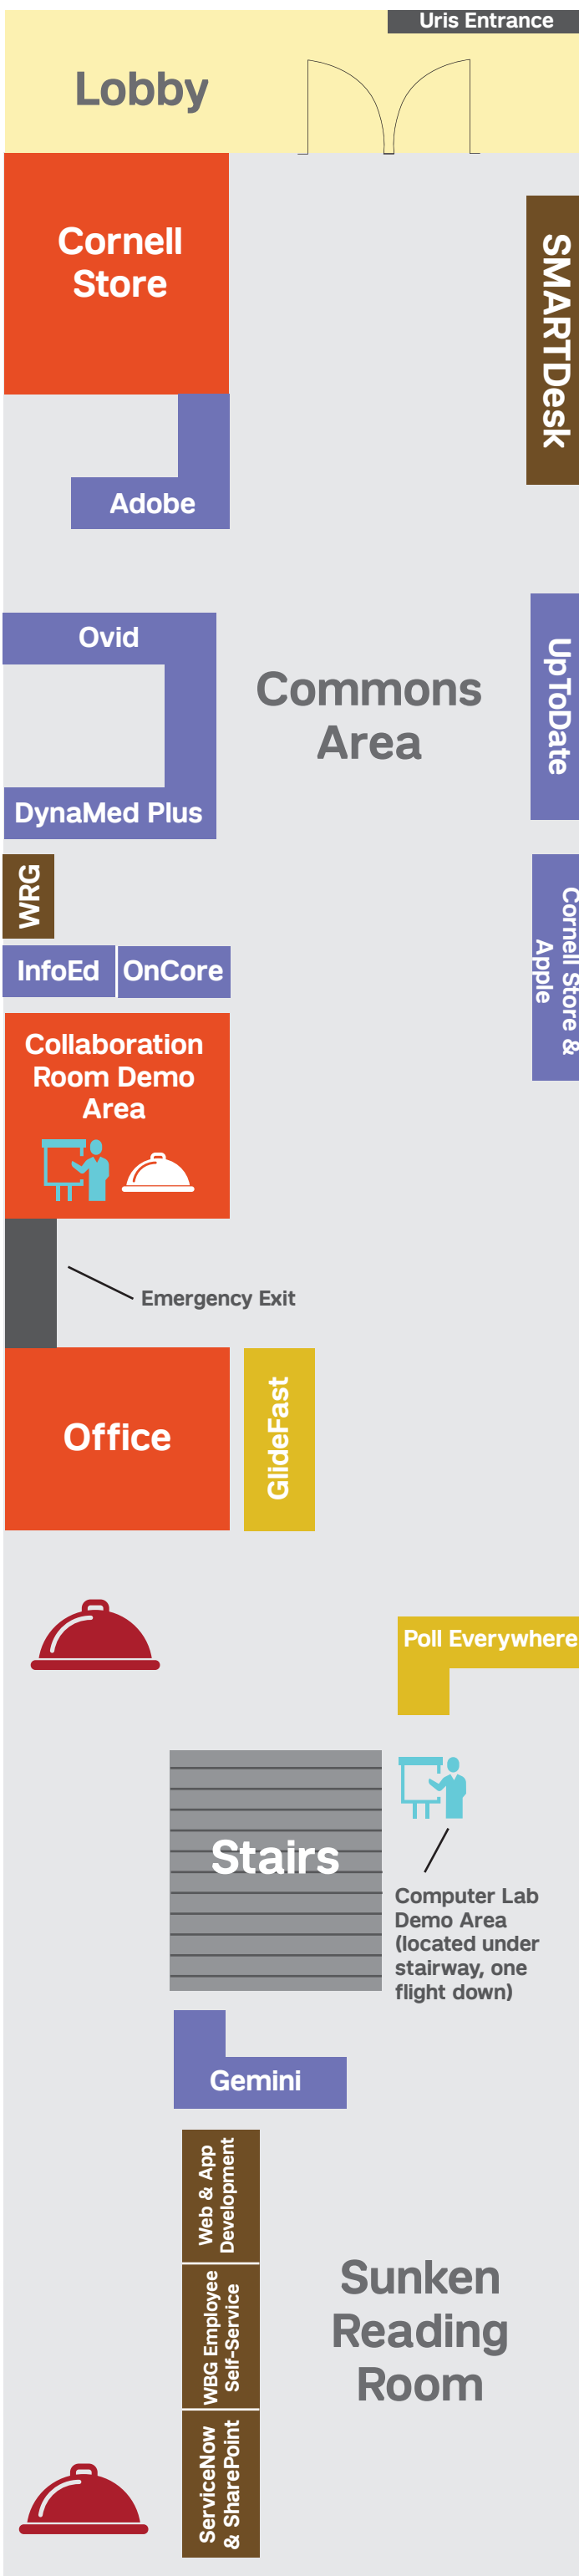 Uris Entrance
Lobby
Cornell
Store
SMARTDesk
Adobe
Ovid
Commons
Area
UpToDate
DynaMed Plus
WRG
Cornell Store &
Apple
InfoEd
OnCore
Collaboration
Room Demo
Area
Emergency Exit
Office
GlideFast
Poll Everywhere
Stairs
Computer Lab
Demo Area
(located under
stairway, one
flight down)
Gemini
Web & App
Development
WBG Employee
Self-Service
Sunken
Reading
Room
ServiceNow
& SharePoint